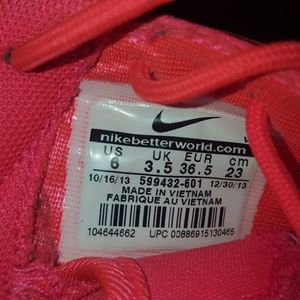 nikebetterworld.com
US UK EUR cm
6 3.5 36.5 23
10/16/13 599432-601 12/30/13
MADE IN VIETNAM
FABRIQUE AU VIETNAM
104644662 UPC 00886915130465